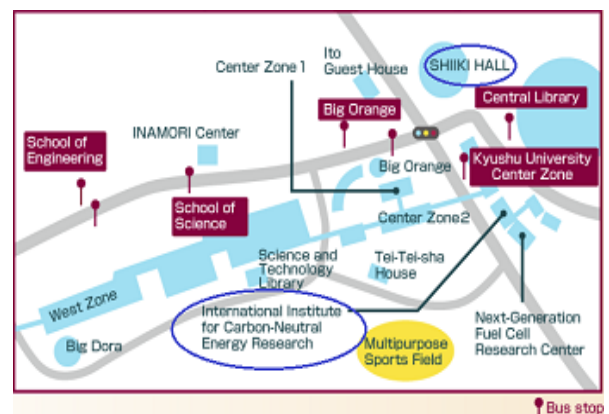 Center Zone 1
Ito
Guest House
SHIIKI HALL
Central Library
Big Orange
School of
Engineering
INAMORI Center
Big Orange
Kyushu University
Center Zone
School of
Science
Center Zone2
Science and
Technology
Library
Tei-Tei-sha
House
West Zone
International Institute
for Carbon-Neutral
Energy Research
Next-Generation
Fuel Cell
Research Center
Multipurpose
Sports Field
Big Dora
Bus stop